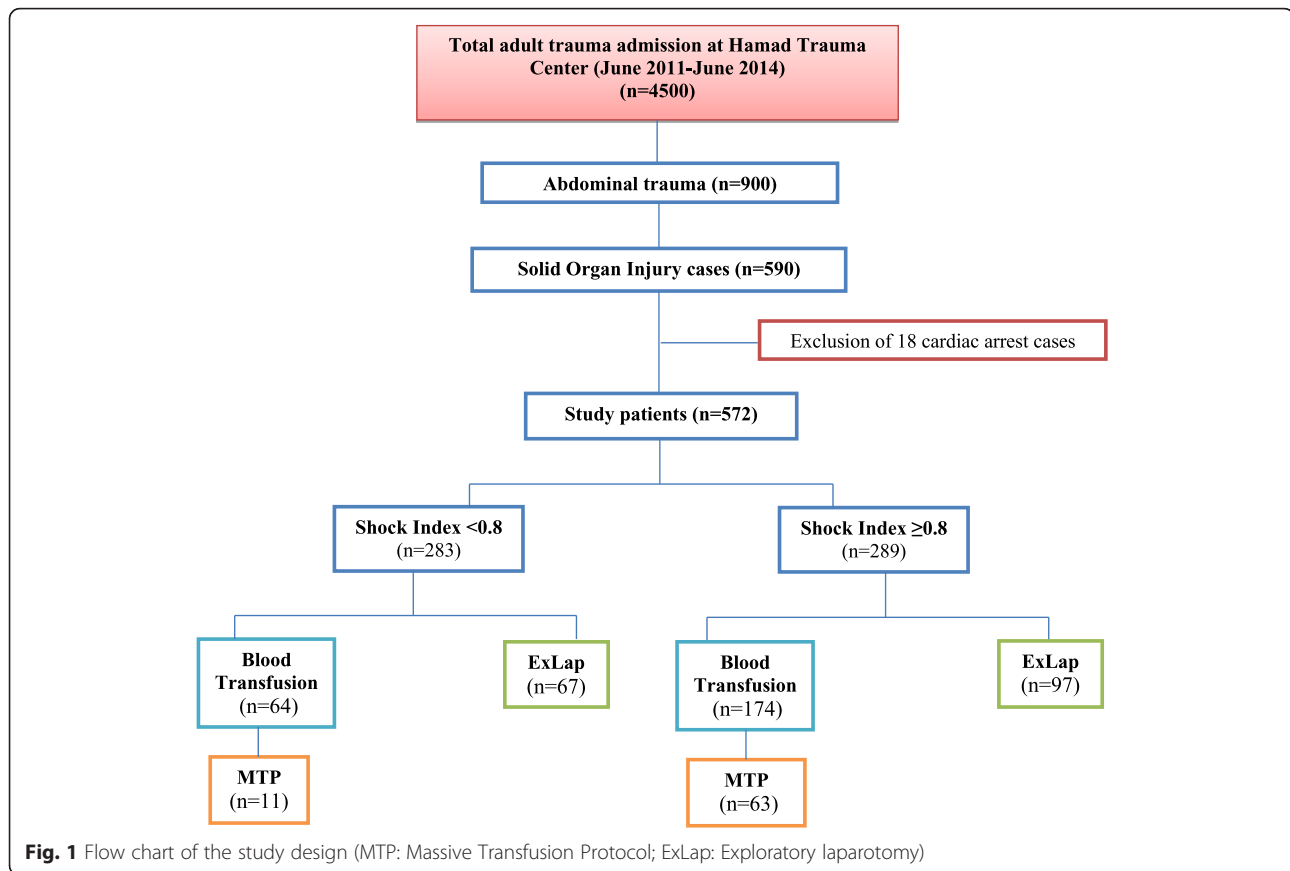 Total adult trauma admission at Hamad Trauma
Center (June 2011-June 2014)
(n=4500)
Abdominal trauma (n=900)
Solid Organ Injury cases (n=590)
Exclusion of 18 cardiac arrest cases
Study patients (n=572)
Shock Index <0.8
(n=283)
Shock Index ≥0.8
(n=289)
Blood
Transfusion
(n=64)
ExLap
(n=67)
Blood
Transfusion
(n=174)
ExLap
(n=97)
MTP
(n=11)
MTP
(n=63)
Fig. 1 Flow chart of the study design (MTP: Massive Transfusion Protocol; ExLap: Exploratory laparotomy)